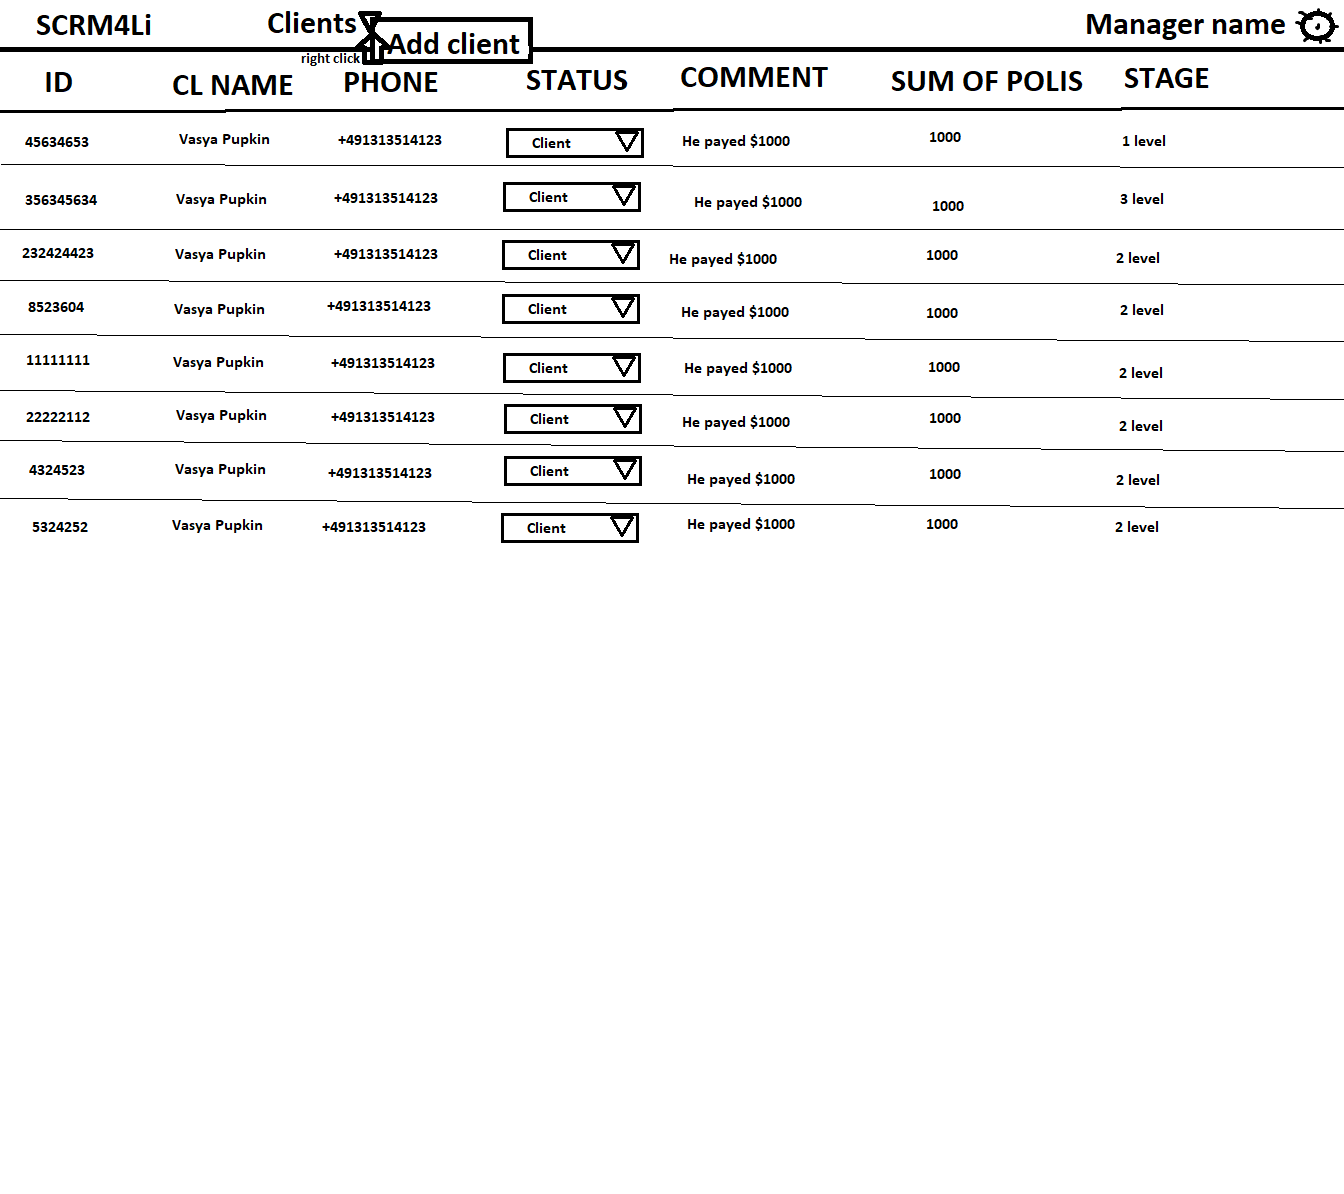 SCRM4Li Clients Manager name
Add client
right click
ID CL NAME PHONE STATUS COMMENT SUM OF POLIS STAGE
45634653 Vasya Pupkin +491313514123 Client He payed $1000 1000 1 level
356345634 Vasya Pupkin +491313514123 Client He payed $1000 1000 3 level
232424423 Vasya Pupkin +491313514123 Client He payed $1000 1000 2 level
8523604 Vasya Pupkin +491313514123 Client He payed $1000 1000 2 level
11111111 Vasya Pupkin +491313514123 Client He payed $1000 1000 2 level
22222112 Vasya Pupkin +491313514123 Client He payed $1000 1000 2 level
4324523 Vasya Pupkin +491313514123 Client He payed $1000 1000 2 level
5324252 Vasya Pupkin +491313514123 Client He payed $1000 1000 2 level